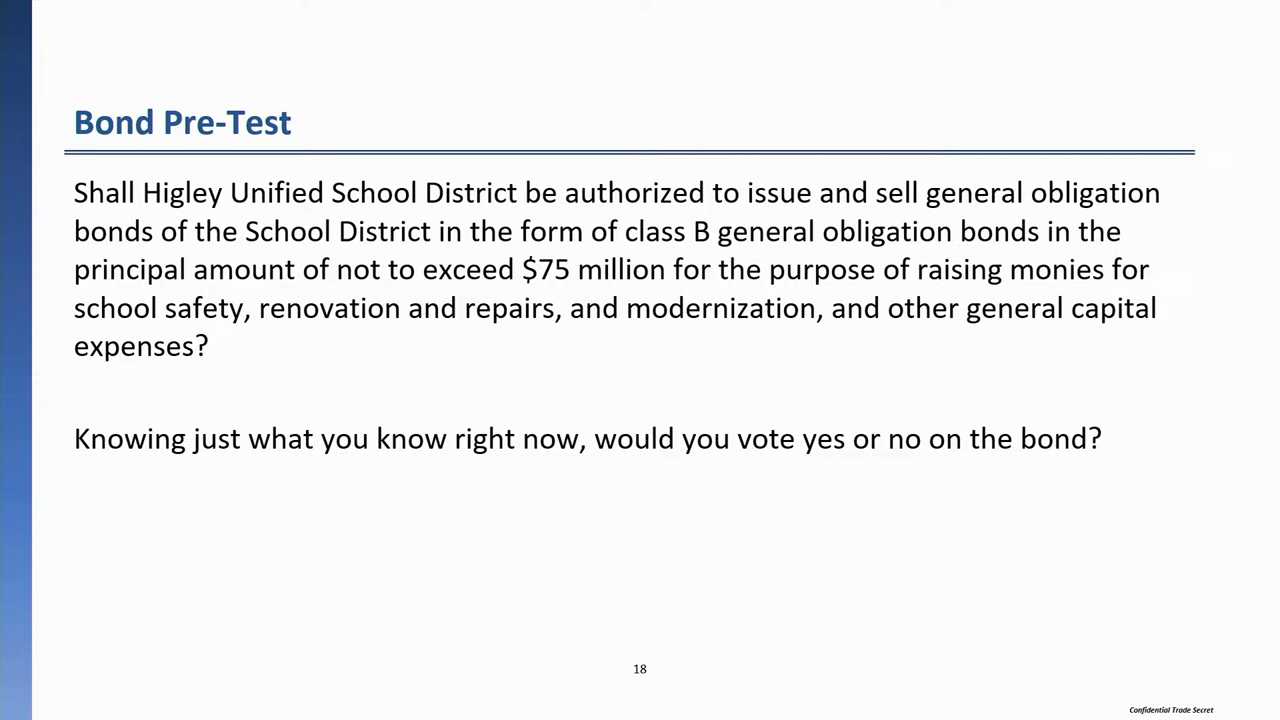 Bond Pre-Test
Shall Higley Unified School District be authorized to issue and sell general obligation
bonds of the School District in the form of class B general obligation bonds in the
principal amount of not to exceed $75 million for the purpose of raising monies for
school safety, renovation and repairs, and modernization, and other general capital
expenses?
Knowing just what you know right now, would you vote yes or no on the bond?
18
Confidential Trade Secret